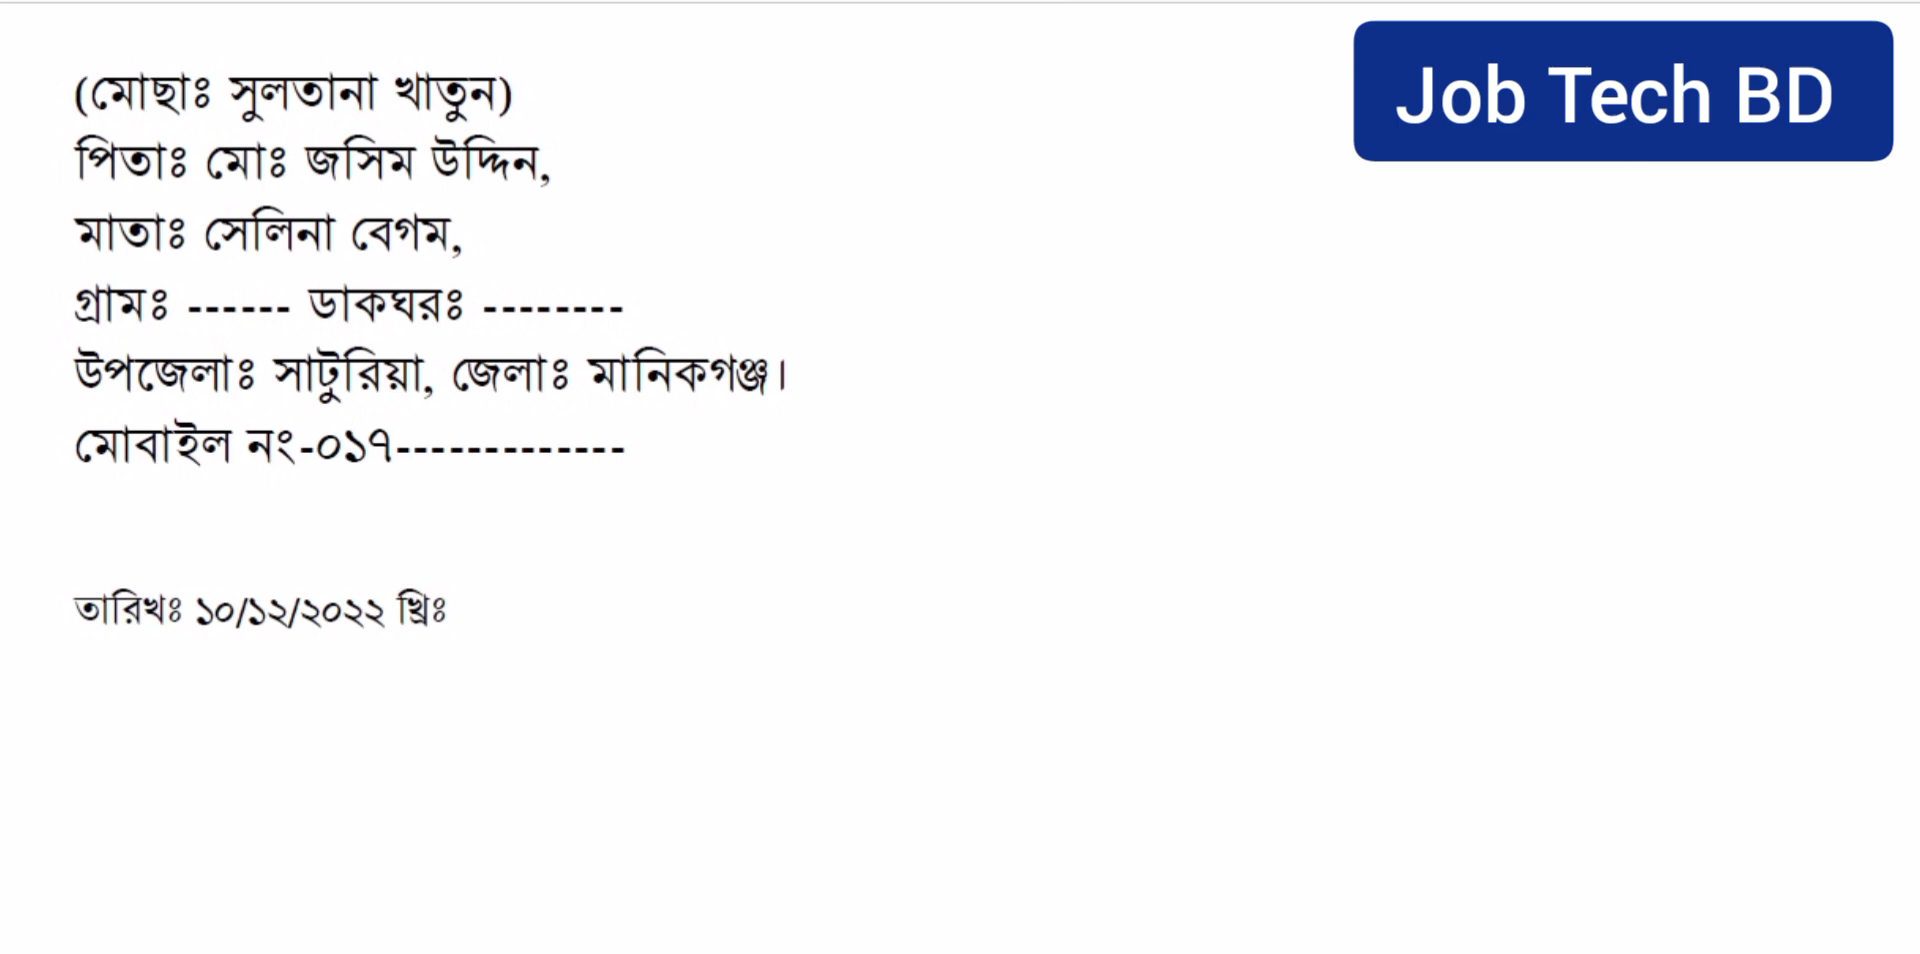 Job Tech BD
(মোছাঃ সুলতানা খাতুন)
পিতাঃ মোঃ জসিম উদ্দিন,
মাতাঃ সেলিনা বেগম,
গ্রামঃ ------ ডাকঘরঃ --------
উপজেলাঃ সাটুরিয়া, জেলাঃ মানিকগঞ্জ।
মোবাইল নং-০১৭-------------
তারিখঃ ১০/১২/২০২২ খ্রিঃ